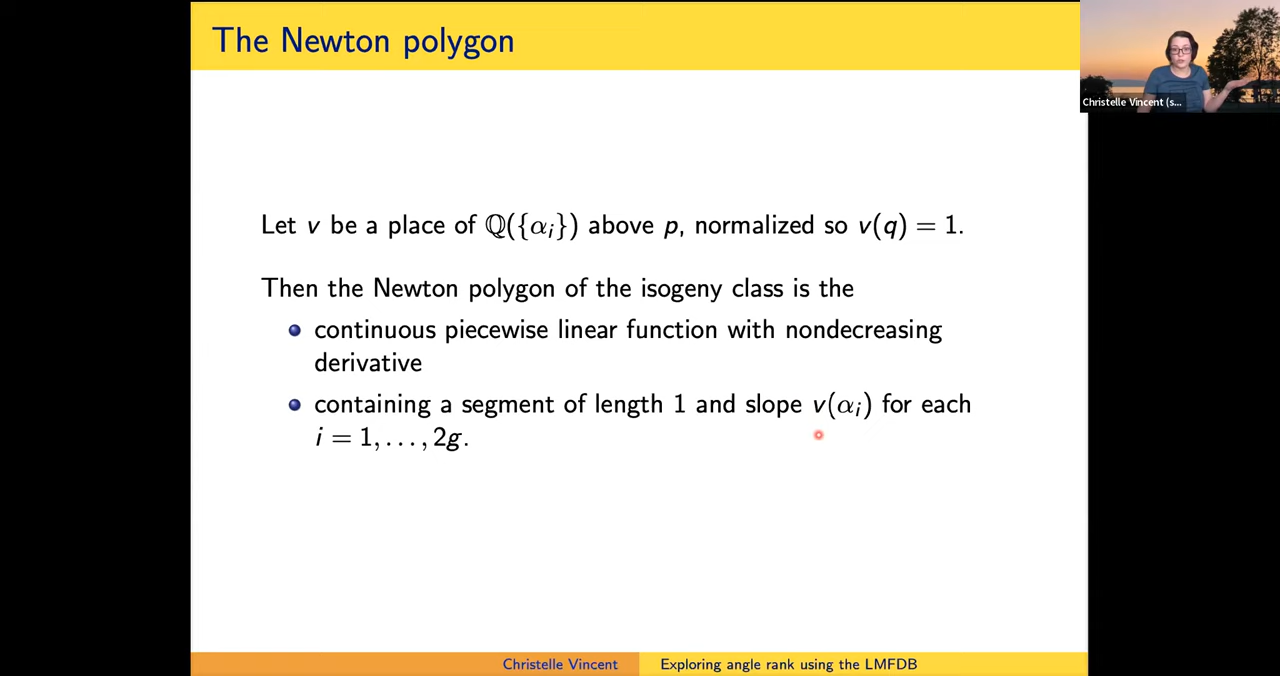 The Newton polygon
Christelle Vincent (s...
Let v be a place of ℚ({αᵢ}) above p, normalized so v(q) = 1.
Then the Newton polygon of the isogeny class is the
continuous piecewise linear function with nondecreasing
derivative
containing a segment of length 1 and slope v(αᵢ) for each
i = 1, . . . , 2g.
Christelle Vincent
Exploring angle rank using the LMFDB